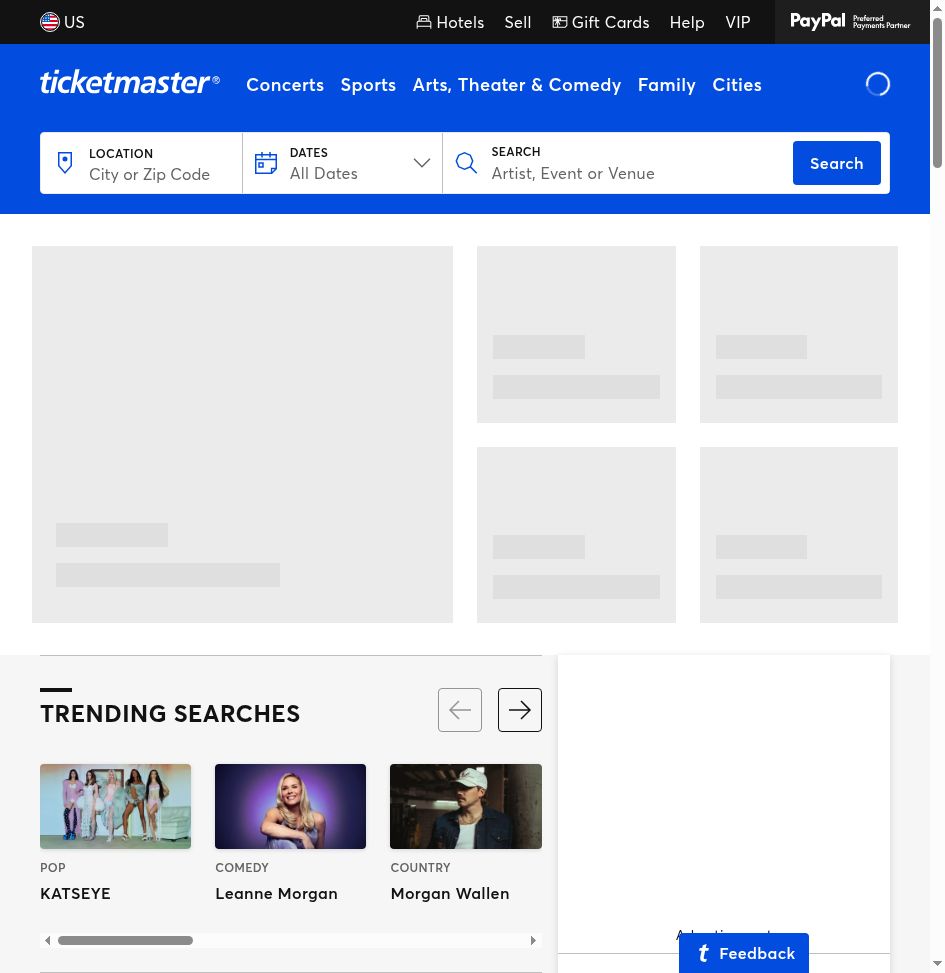 US
Hotels
Sell
Gift Cards
Help
VIP
PayPal Preferred Payments Partner
ticketmaster®
Concerts
Sports
Arts, Theater & Comedy
Family
Cities
LOCATION
City or Zip Code
DATES
All Dates
SEARCH
Artist, Event or Venue
Search
TRENDING SEARCHES
POP
KATSEYE
COMEDY
Leanne Morgan
COUNTRY
Morgan Wallen
t Feedback